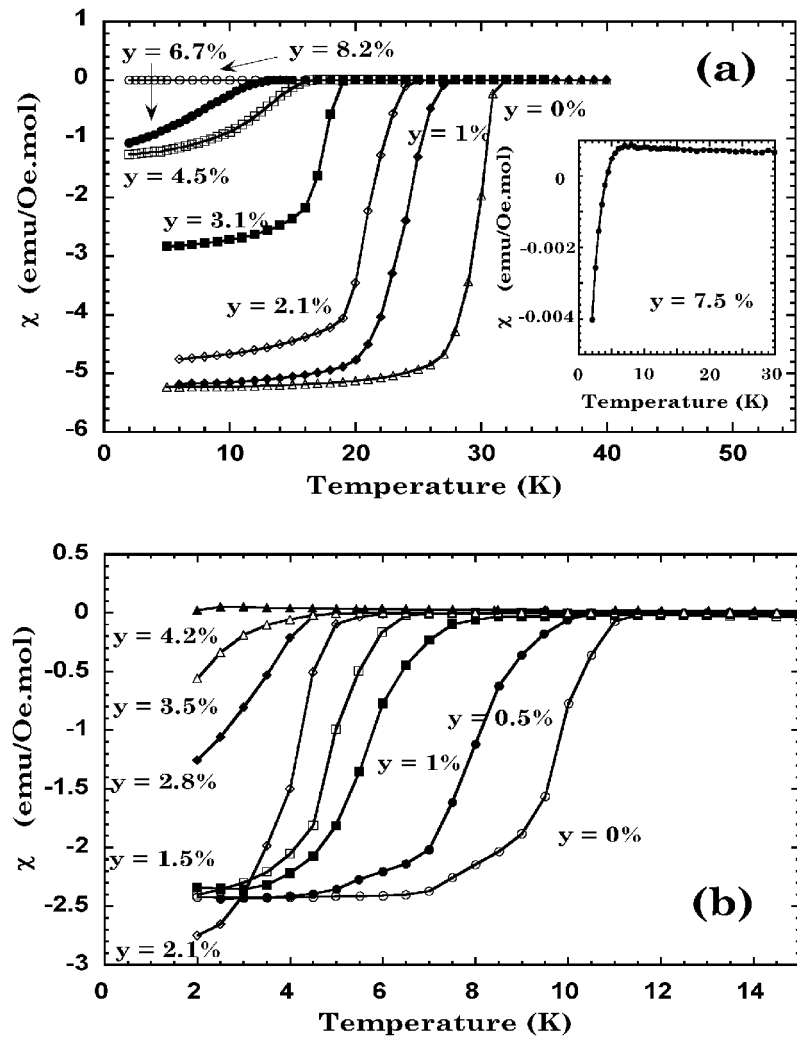 1
y = 6.7%
y = 8.2%
(a)
0
y = 0%
-1
y = 1%
y = 4.5%
-2
y = 3.1%
-3
y = 2.1%
-4
-5
-6
χ (emu/Oe.mol)
0
10
20
30
40
50
Temperature (K)
0
-0.002
-0.004
χ (emu/Oe.mol)
y = 7.5 %
0
10
20
30
Temperature (K)
0.5
0
y = 4.2%
-0.5
y = 3.5%
y = 0.5%
-1
y = 1%
y = 2.8%
-1.5
y = 1.5%
y = 0%
-2
-2.5
(b)
y = 2.1%
-3
χ (emu/Oe.mol)
0
2
4
6
8
10
12
14
Temperature (K)